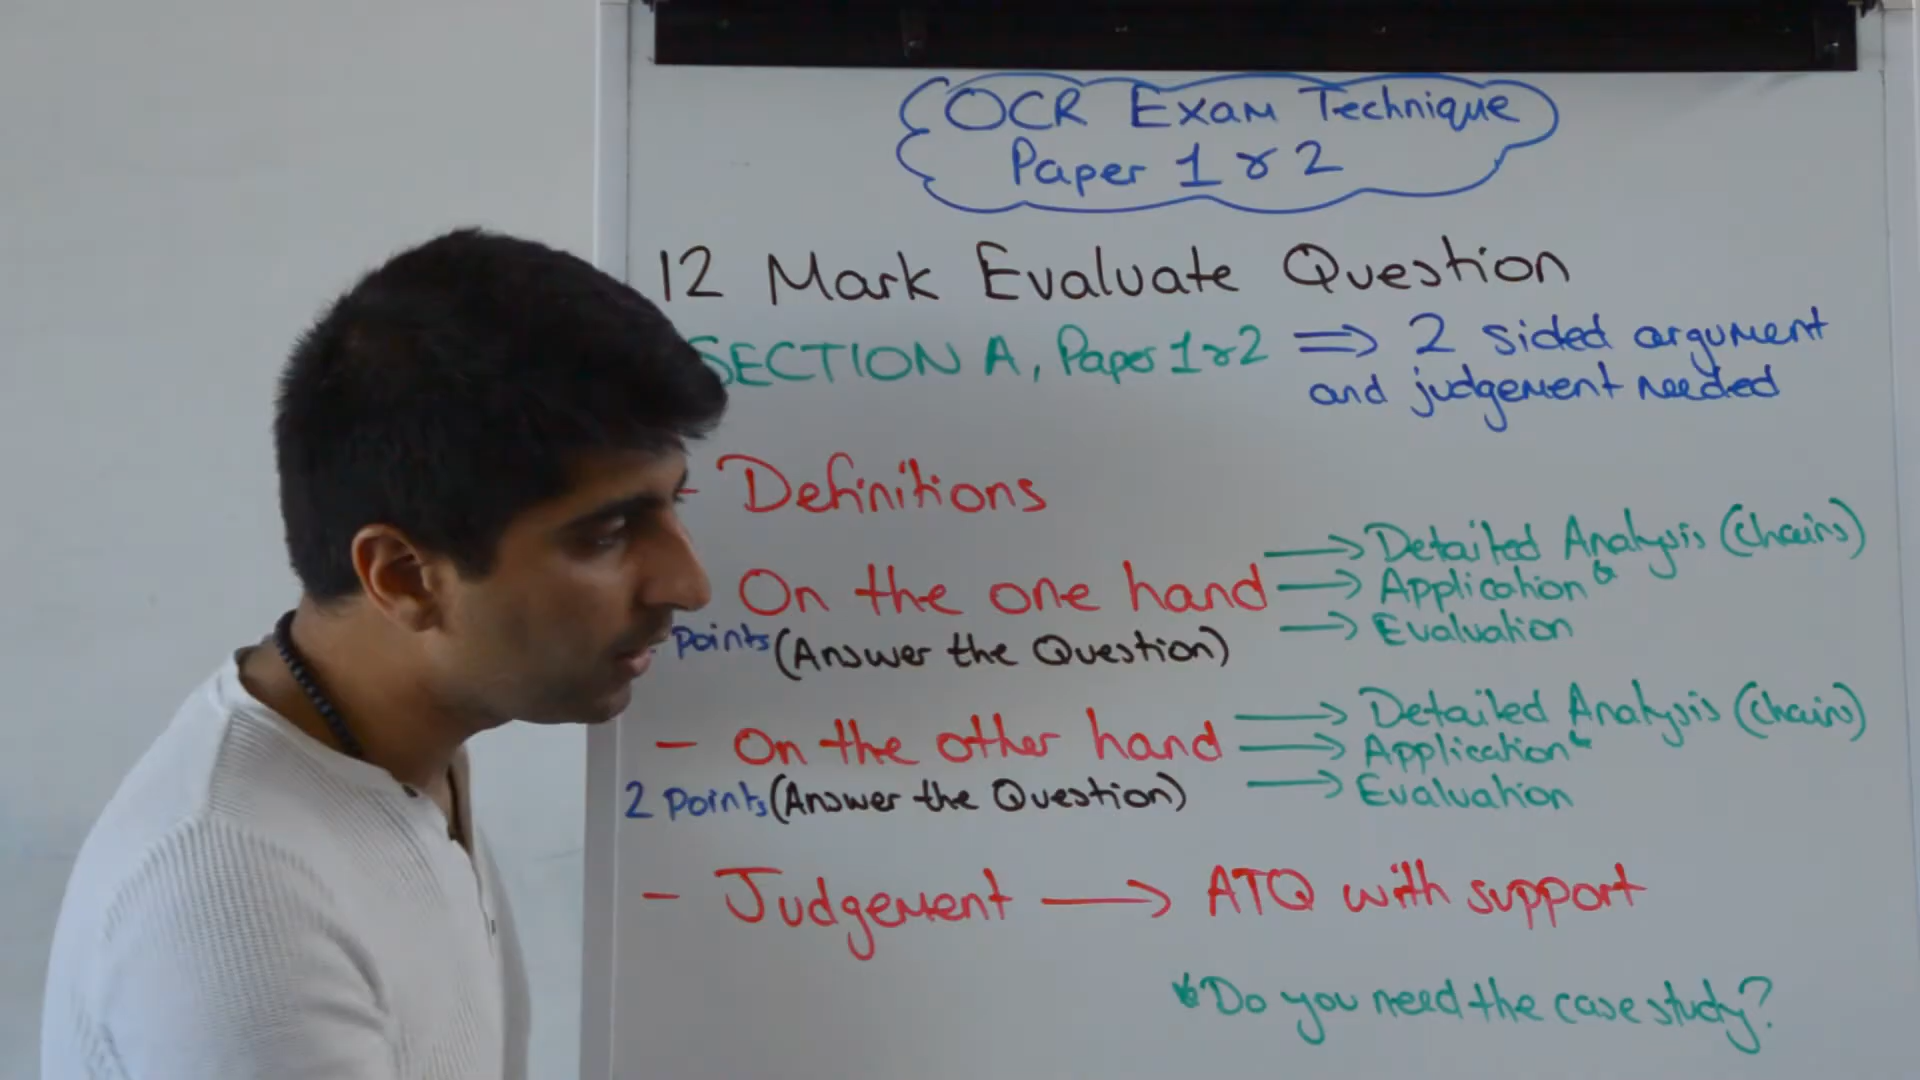 OCR Exam Technique
Paper 1 & 2
12 Mark Evaluate Question
SECTION A, Paper 1&2 ⇒ 2 sided argument
and judgement needed
- Definitions
On the one hand → Detailed Analysis (Chains)
→ Application*
→ Evaluation
Points (Answer the Question)
- On the other hand → Detailed Analysis (Chains)
→ Application*
→ Evaluation
2 Points (Answer the Question)
- Judgement → ATQ with support
*Do you need the case study?